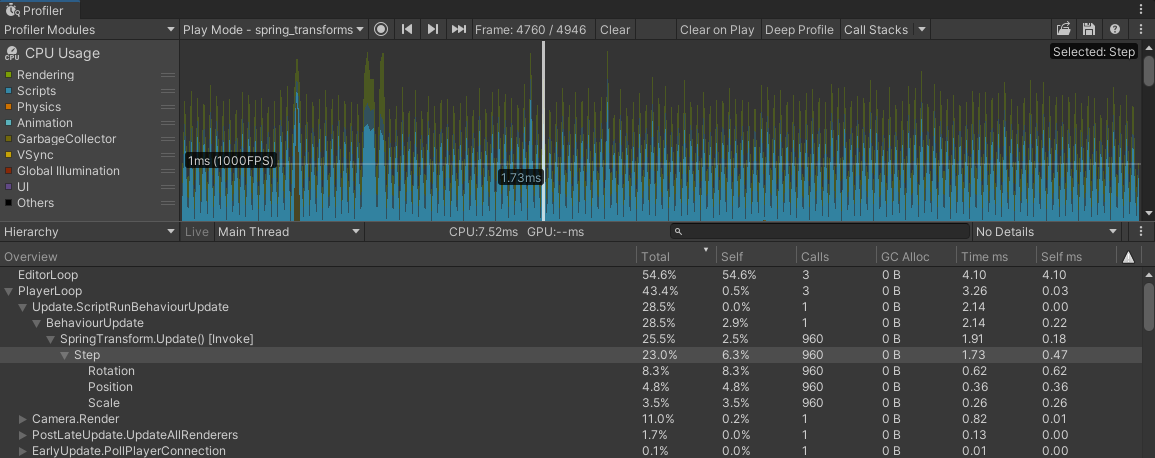 Profiler
Profiler Modules Play Mode - spring_transforms Frame: 4760 / 4946 Clear Clear on Play Deep Profile Call Stacks
CPU CPU Usage Selected: Step
Rendering
Scripts
Physics
Animation
GarbageCollector
VSync 1ms (1000FPS)
Global Illumination 1.73ms
UI
Others
Hierarchy Live Main Thread CPU:7.52ms GPU:--ms No Details
Overview Total Self Calls GC Alloc Time ms Self ms
EditorLoop 54.6% 54.6% 3 0 B 4.10 4.10
PlayerLoop 43.4% 0.5% 3 0 B 3.26 0.03
Update.ScriptRunBehaviourUpdate 28.5% 0.0% 1 0 B 2.14 0.00
BehaviourUpdate 28.5% 2.9% 1 0 B 2.14 0.22
SpringTransform.Update() [Invoke] 25.5% 2.5% 960 0 B 1.91 0.18
Step 23.0% 6.3% 960 0 B 1.73 0.47
Rotation 8.3% 8.3% 960 0 B 0.62 0.62
Position 4.8% 4.8% 960 0 B 0.36 0.36
Scale 3.5% 3.5% 960 0 B 0.26 0.26
Camera.Render 11.0% 0.2% 1 0 B 0.82 0.01
PostLateUpdate.UpdateAllRenderers 1.7% 0.0% 1 0 B 0.13 0.00
EarlyUpdate.PollPlayerConnection 0.1% 0.0% 1 0 B 0.01 0.00